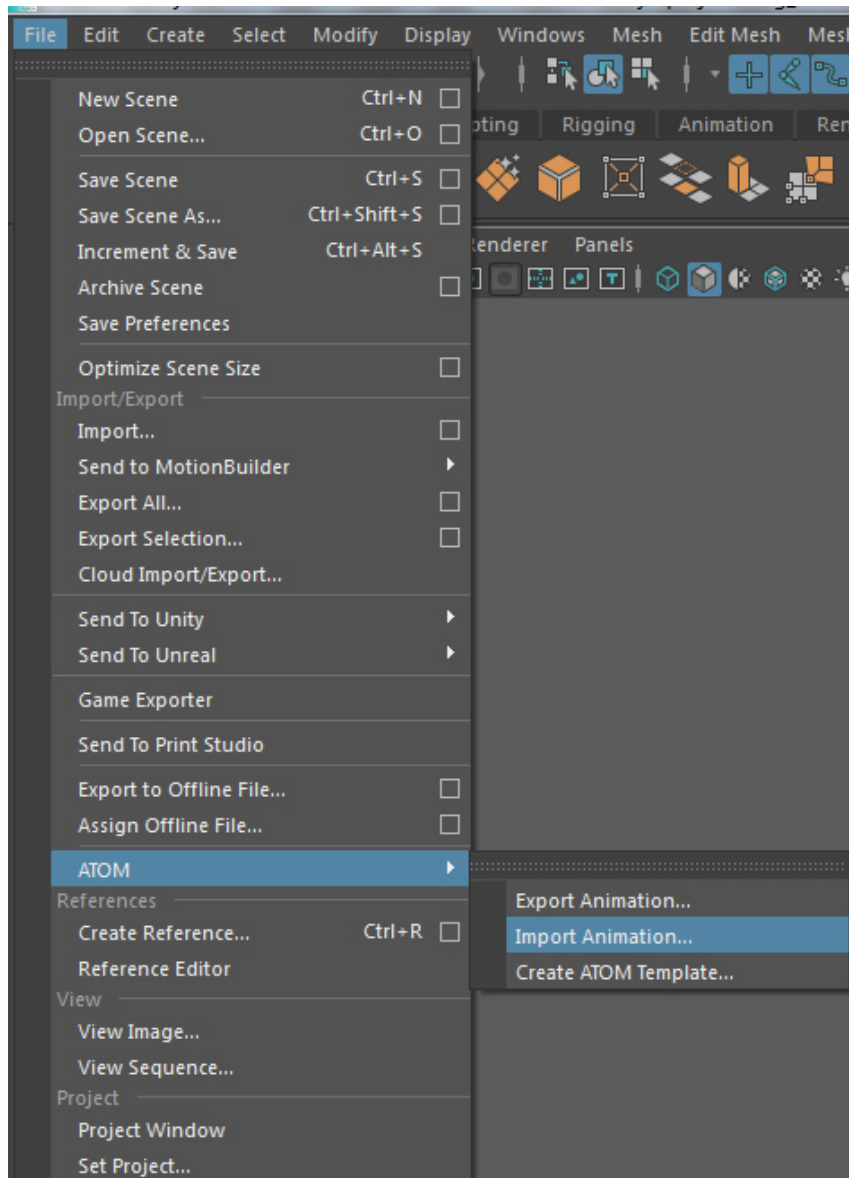 File Edit Create Select Modify Display Windows Mesh Edit Mesh
Rigging Animation
New Scene Ctrl+N
Open Scene... Ctrl+O
Save Scene Ctrl+S
Save Scene As... Ctrl+Shift+S
Panels
Increment & Save Ctrl+Alt+S
Archive Scene
Save Preferences
Optimize Scene Size
Import/Export
Import...
Send to MotionBuilder
Export All...
Export Selection...
Cloud Import/Export...
Send To Unity
Send To Unreal
Game Exporter
Send To Print Studio
Export to Offline File...
Assign Offline File...
ATOM
Export Animation...
Import Animation...
Create ATOM Template...
References
Create Reference... Ctrl+R
Reference Editor
View
View Image...
View Sequence...
Project
Project Window
Set Project...